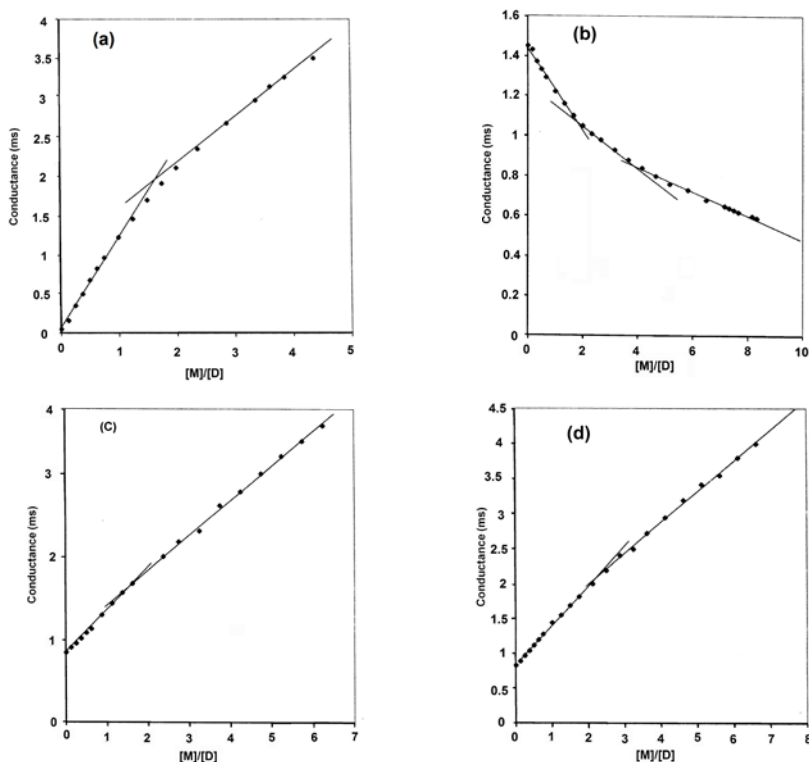 (a)
4
3.5
3
2.5
2
1.5
1
0.5
0
0 1 2 3 4 5
Conductance (ms)
[M]/[D]
(b)
1.6
1.4
1.2
1
0.8
0.6
0.4
0.2
0
0 2 4 6 8 10
Conductance (ms)
[M]/[D]
(C)
4
3
2
1
0
0 1 2 3 4 5 6 7
Conductance (ms)
[M]/[D]
(d)
4.5
4
3.5
3
2.5
2
1.5
1
0.5
0
0 1 2 3 4 5 6 7 8
Conductance (ms)
[M]/[D]